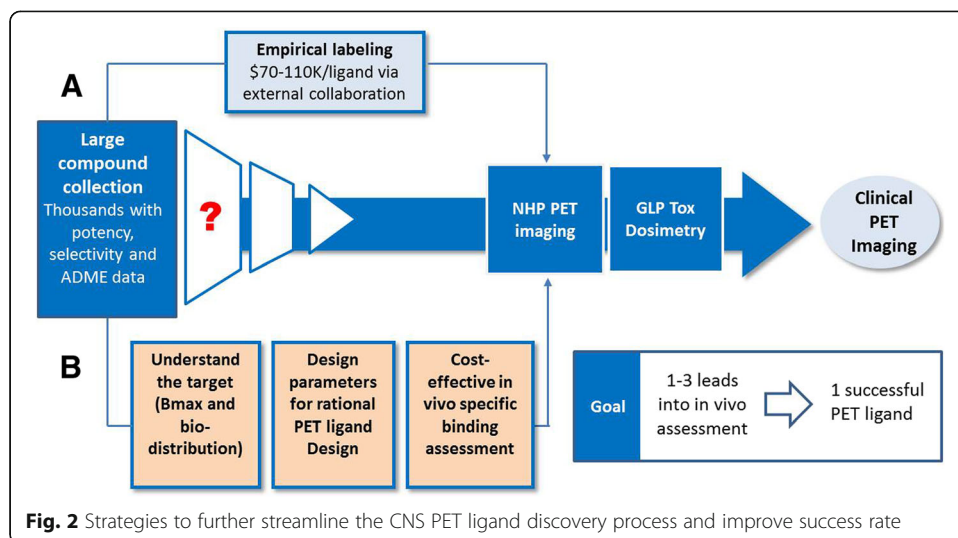 A
Empirical labeling
$70-110K/ligand via
external collaboration
Large
compound
collection
Thousands with
potency,
selectivity and
ADME data
?
NHP PET
imaging
GLP Tox
Dosimetry
Clinical
PET
Imaging
B
Understand
the target
(Bmax and
bio-
distribution)
Design
parameters
for rational
PET ligand
Design
Cost-
effective in
vivo specific
binding
assessment
Goal
1-3 leads
into in vivo
assessment
1 successful
PET ligand
Fig. 2 Strategies to further streamline the CNS PET ligand discovery process and improve success rate